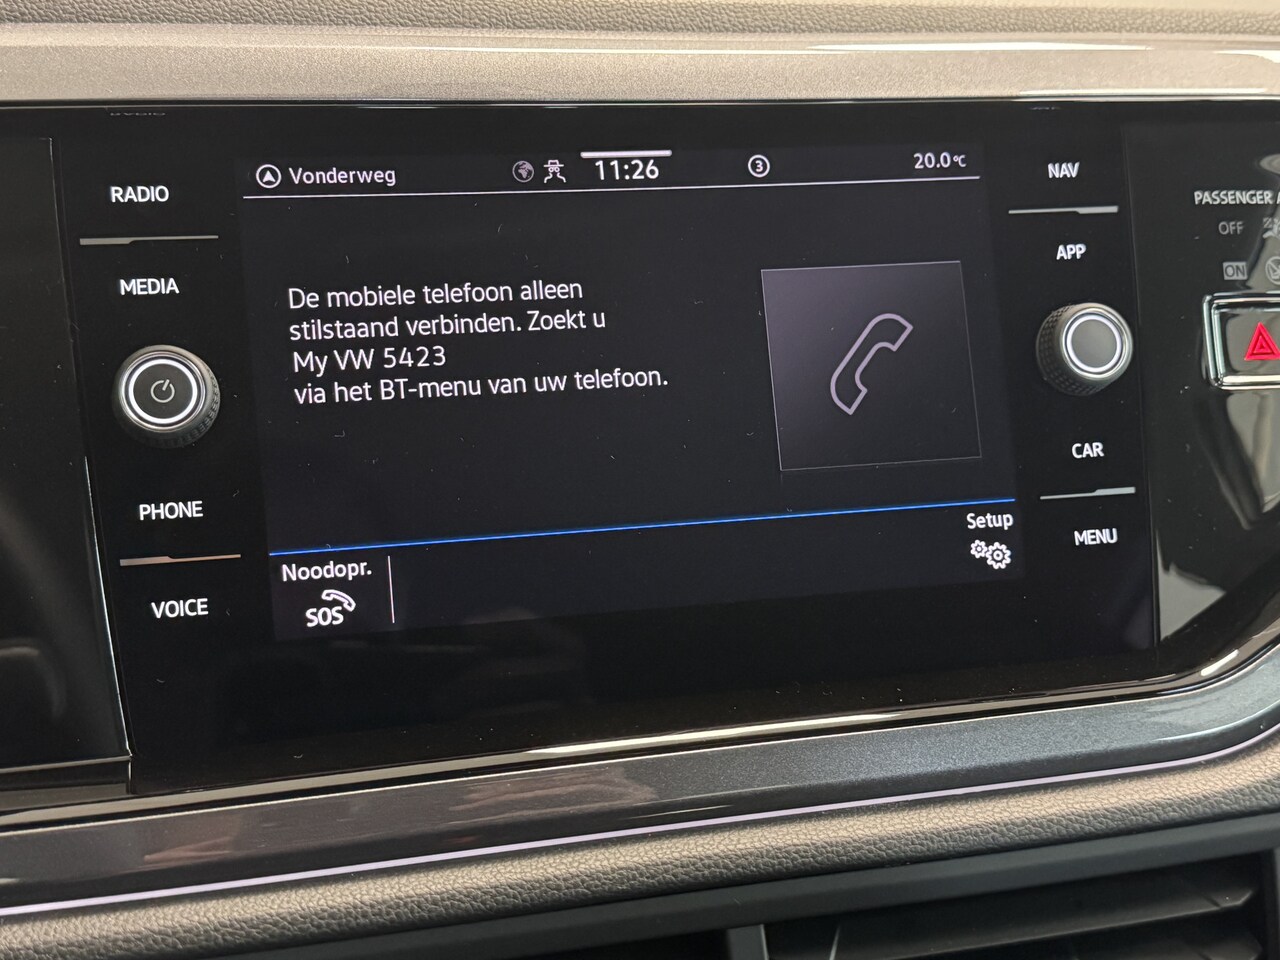 RADIO
MEDIA
PHONE
VOICE
Vonderweg
11:26
3
20.0°C
De mobiele telefoon alleen
stilstaand verbinden. Zoekt u
My VW 5423
via het BT-menu van uw telefoon.
Noodopr.
SOS
Setup
NAV
APP
CAR
MENU
PASSENGER
OFF
ON